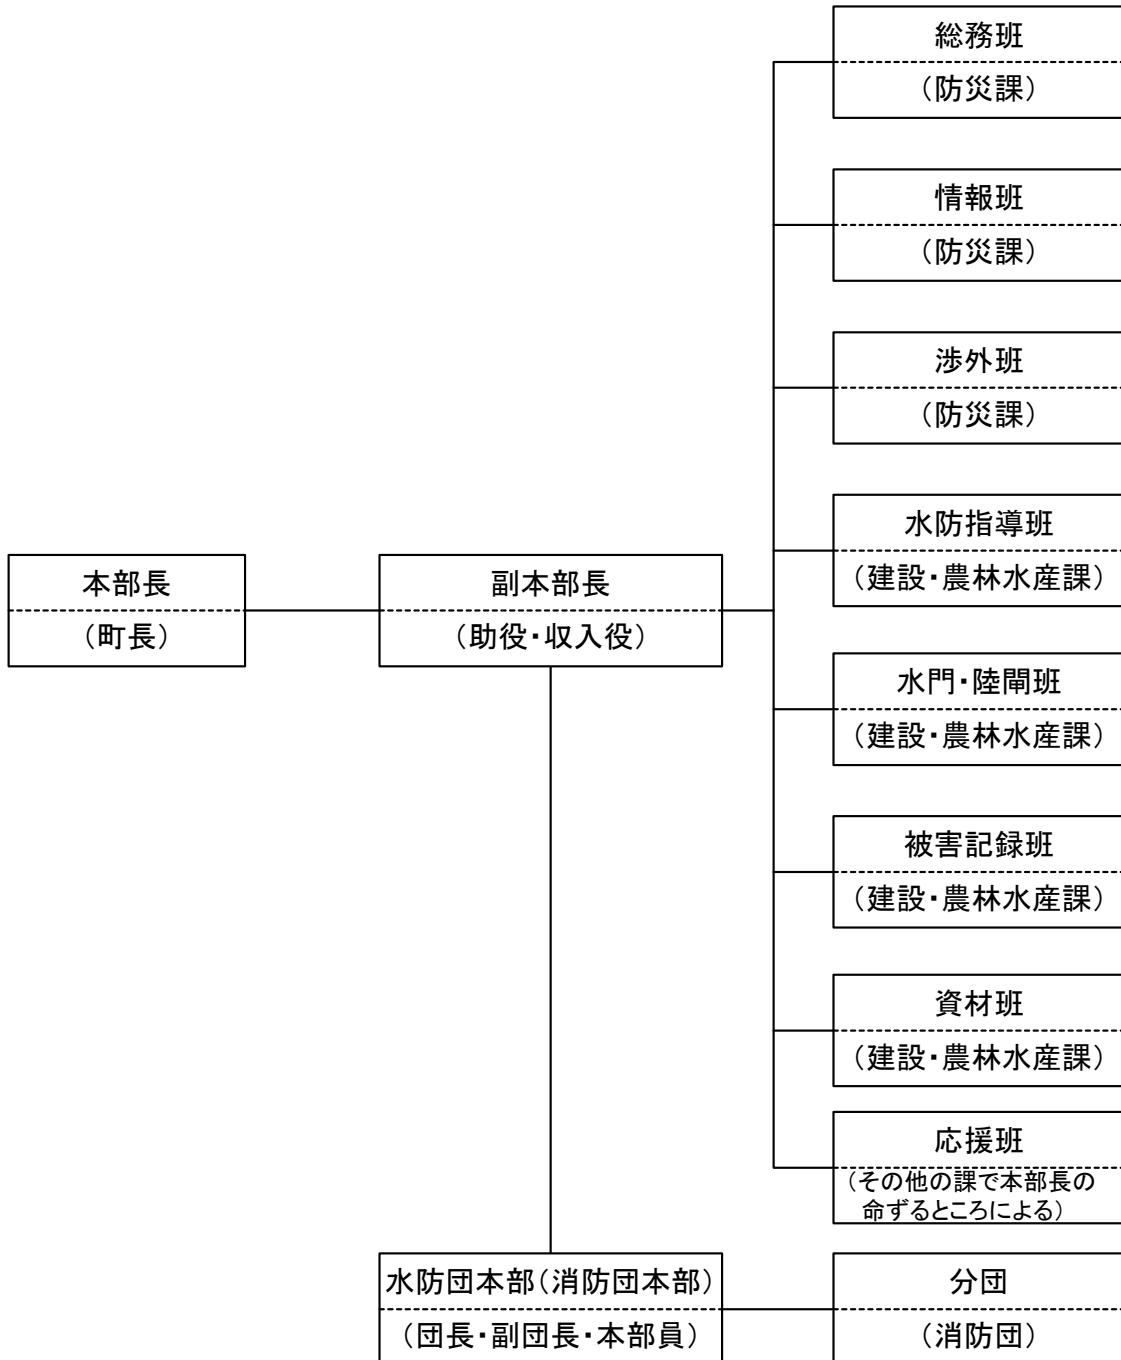 総務班
（防災課）
情報班
（防災課）
渉外班
（防災課）
水防指導班
（建設・農林水産課）
本部長
（町長）
副本部長
（助役・収入役）
水門・陸閘班
（建設・農林水産課）
被害記録班
（建設・農林水産課）
資材班
（建設・農林水産課）
応援班
（その他の課で本部長の
命ずるところによる）
水防団本部（消防団本部）
（団長・副団長・本部員）
分団
（消防団）